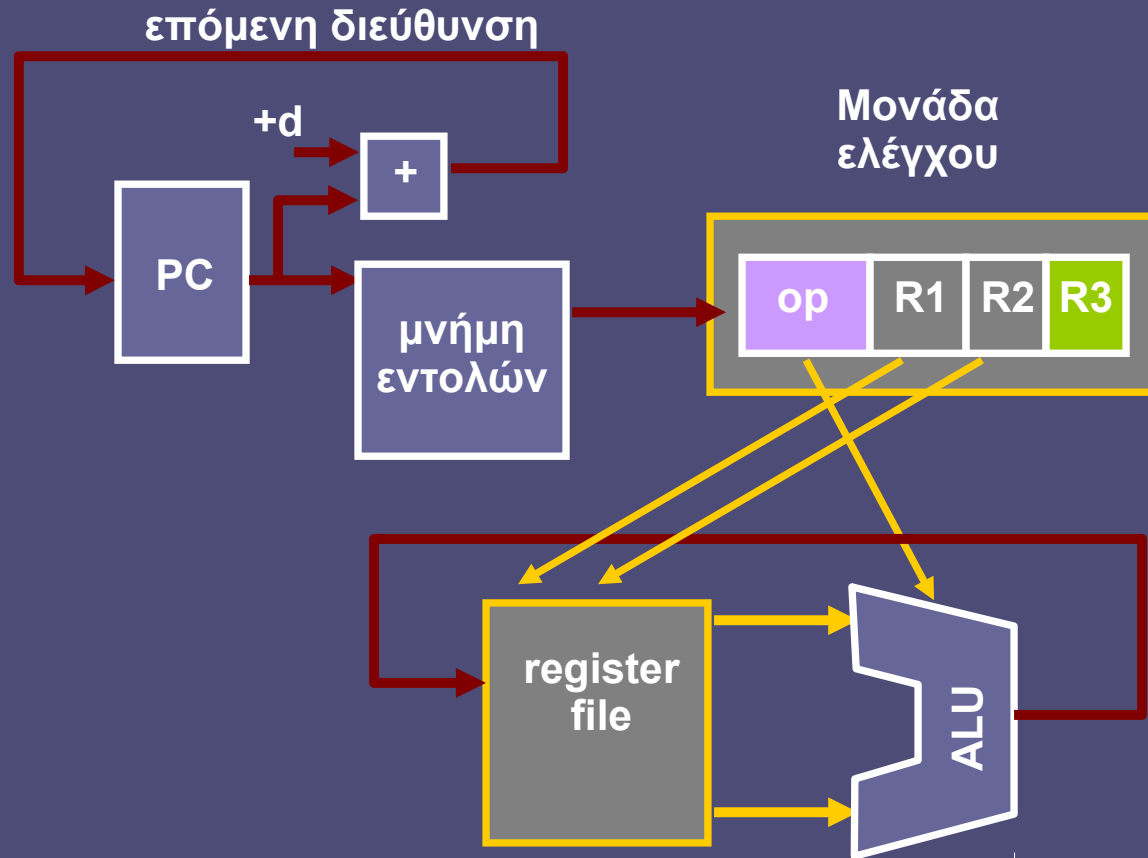 επόμενη διεύθυνση
+d
+
PC
μνήμη
εντολών
Μονάδα
ελέγχου
op R1 R2 R3
register
file
ALU